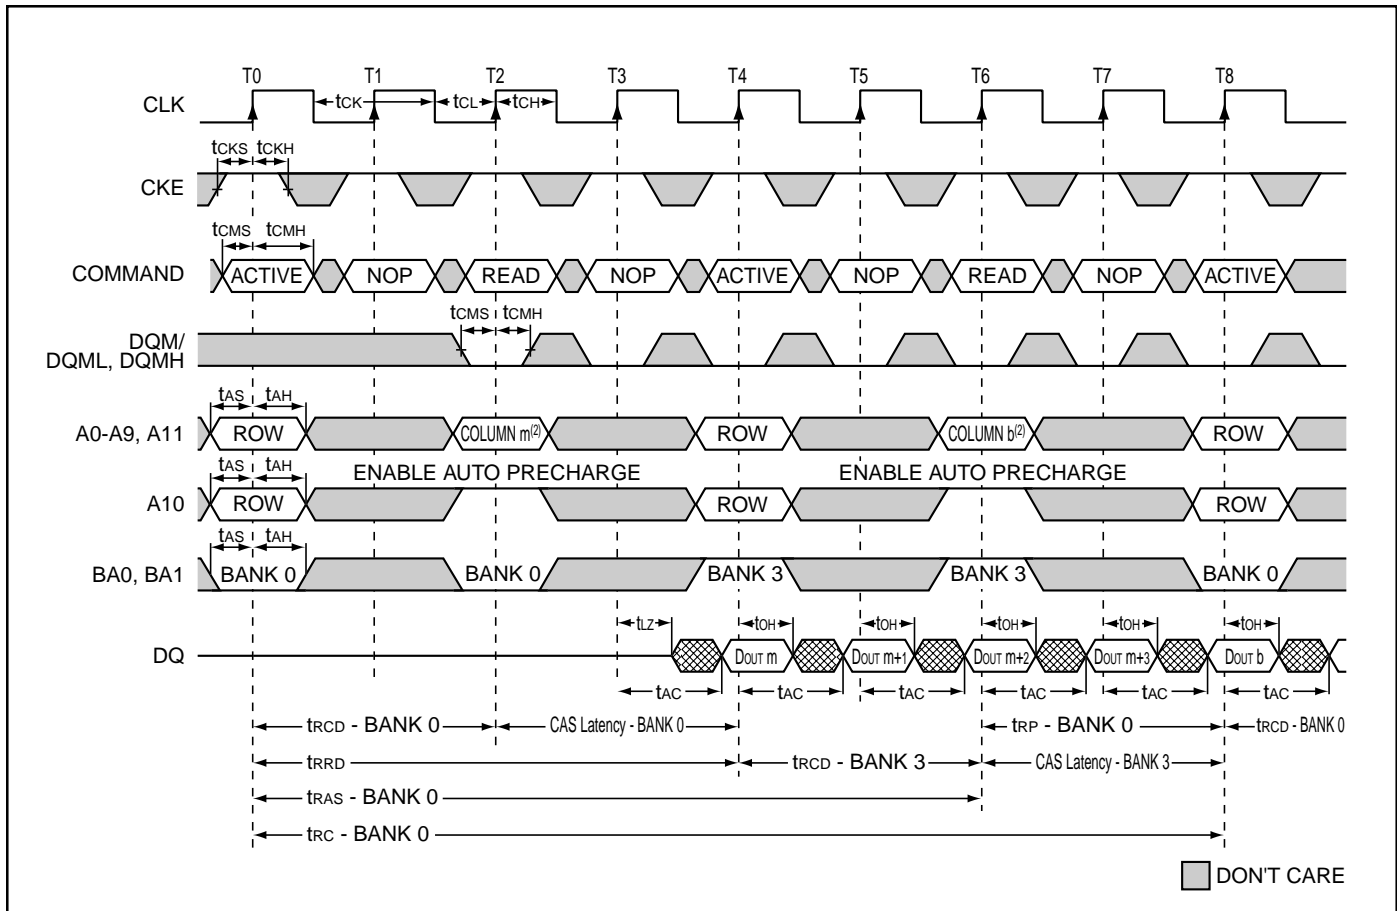 T0 T1 T2 T3 T4 T5 T6 T7 T8
CLK tCK tCL tCH
tCKS tCKH
CKE
tCMS tCMH
COMMAND ACTIVE NOP READ NOP ACTIVE NOP READ NOP ACTIVE
tCMS tCMH
DQM/
DQML, DQMH
tAS tAH
A0-A9, A11 ROW COLUMN m(2) ROW COLUMN b(2) ROW
tAS tAH ENABLE AUTO PRECHARGE ENABLE AUTO PRECHARGE
A10 ROW ROW ROW
tAS tAH
BA0, BA1 BANK 0 BANK 0 BANK 3 BANK 3 BANK 0
tLZ tOH tOH tOH tOH tOH
DQ DOUT m DOUT m+1 DOUT m+2 DOUT m+3 DOUT b
tAC tAC tAC tAC tAC tAC
tRCD - BANK 0 CAS Latency - BANK 0 tRP - BANK 0 tRCD - BANK 0
tRRD tRCD - BANK 3 CAS Latency - BANK 3
tRAS - BANK 0
tRC - BANK 0
DON'T CARE